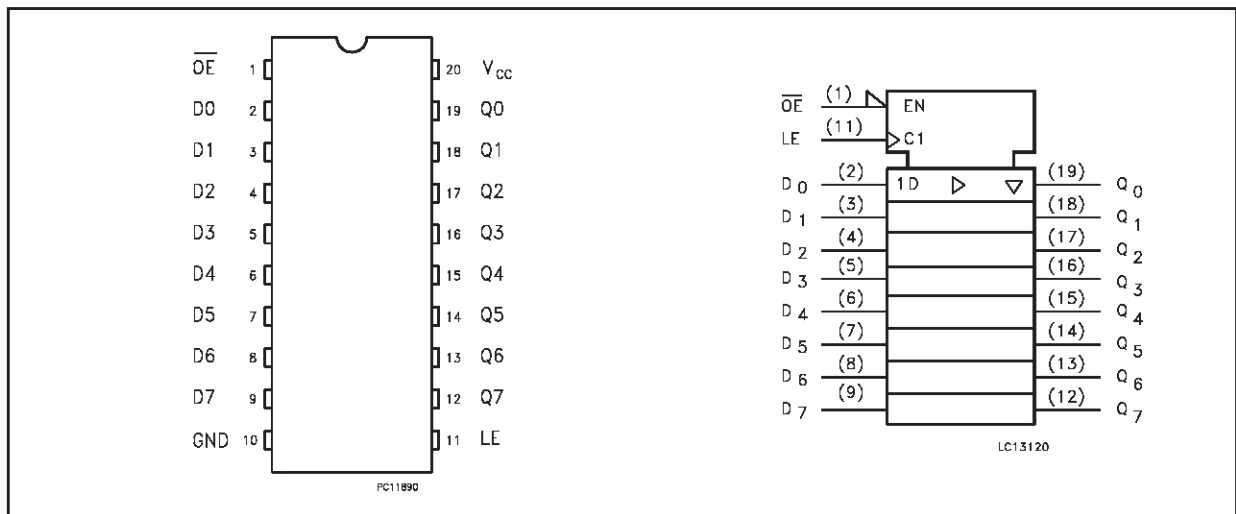 O͞E͞ 1 20 V_CC
D0 2 19 Q0
D1 3 18 Q1
D2 4 17 Q2
D3 5 16 Q3
D4 6 15 Q4
D5 7 14 Q5
D6 8 13 Q6
D7 9 12 Q7
GND 10 11 LE
PC11890
O͞E͞ (1) EN
LE (11) C1
D0 (2) 1D (19) Q0
D1 (3) (18) Q1
D2 (4) (17) Q2
D3 (5) (16) Q3
D4 (6) (15) Q4
D5 (7) (14) Q5
D6 (8) (13) Q6
D7 (9) (12) Q7
LC13120